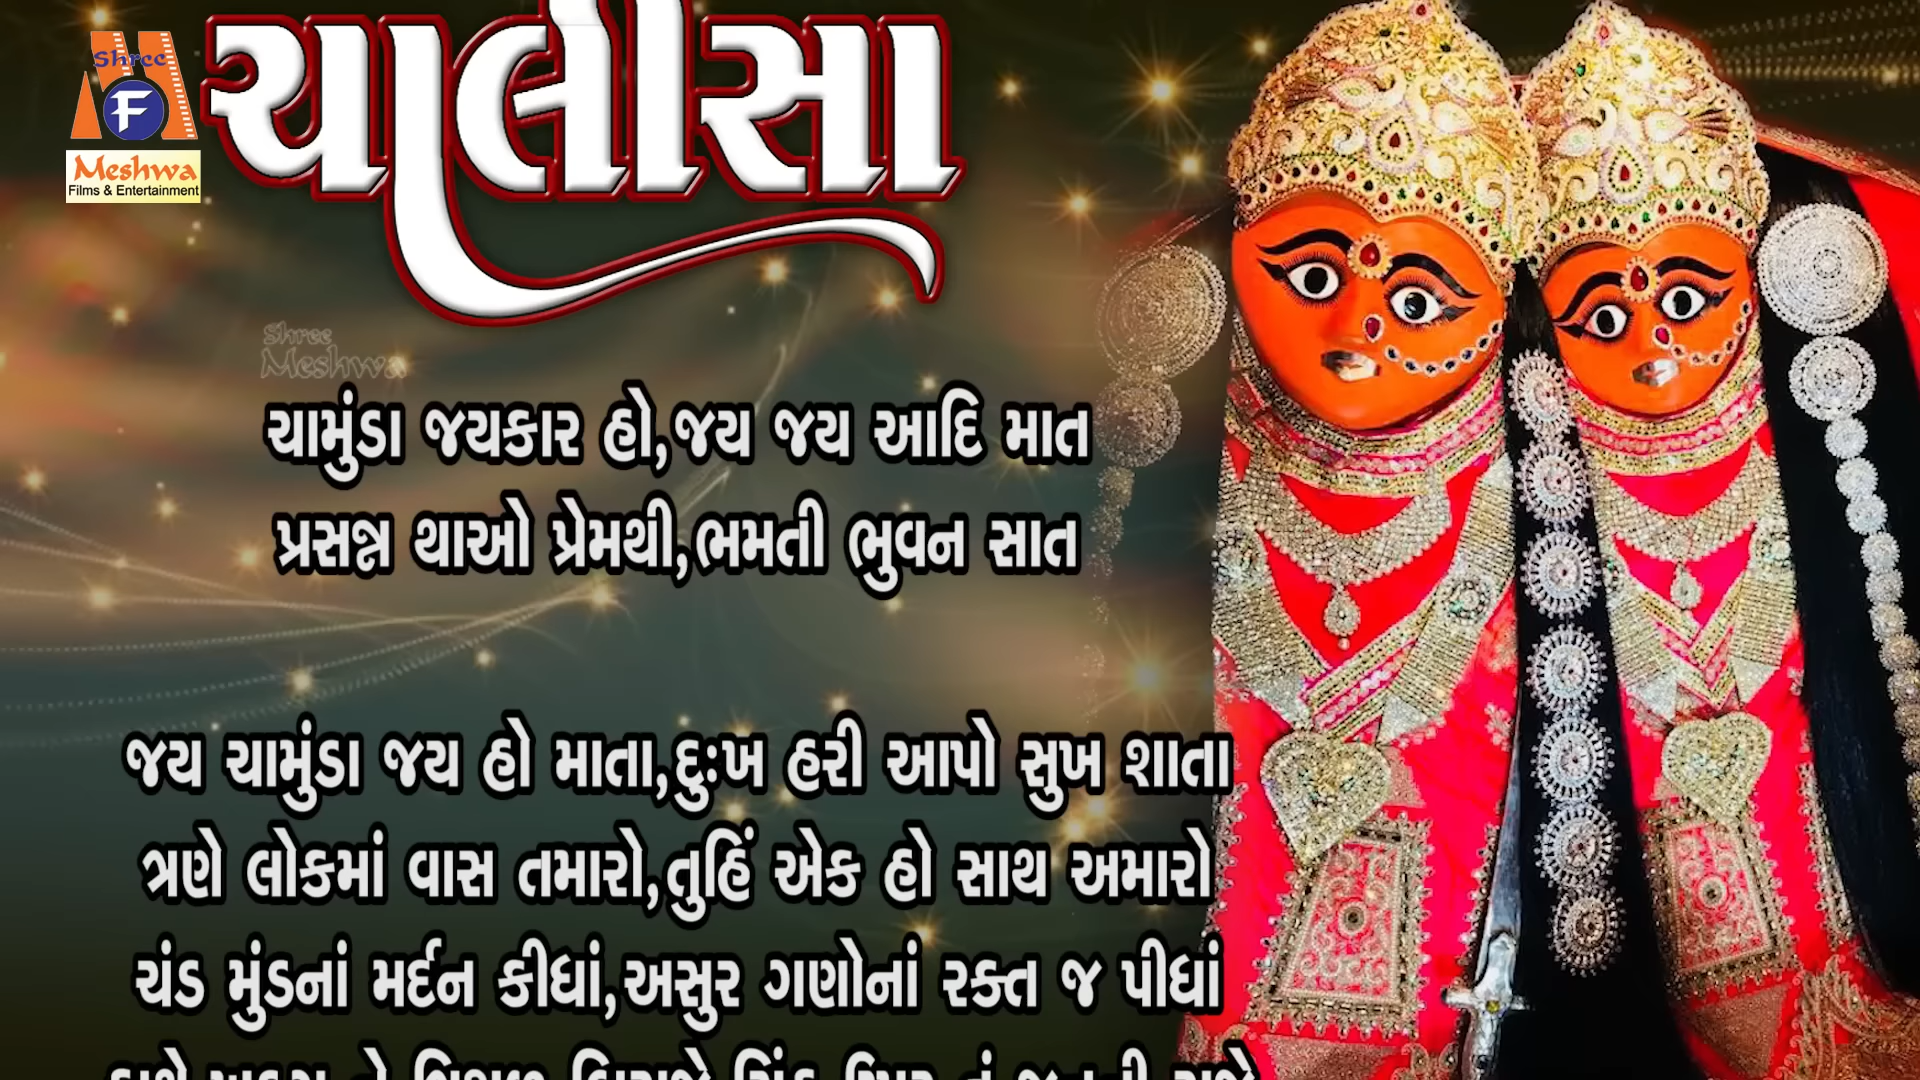 Shree
F
Meshwa
Films & Entertainment
ચાલીસા
Shree
Meshwa
ચામુંડા જયકાર હો,જય જય આદિ માત
પ્રસન્ન થાઓ પ્રેમથી,ભમતી ભુવન સાત
જય ચામુંડા જય હો માતા,દુઃખ હરી આપો સુખ શાતા
ત્રણે લોકમાં વાસ તમારો,તુહિં એક હો સાથ અમારો
ચંડ મુંડનાં મર્દન કીધાં,અસુર ગણોનાં રક્ત જ પીધાં